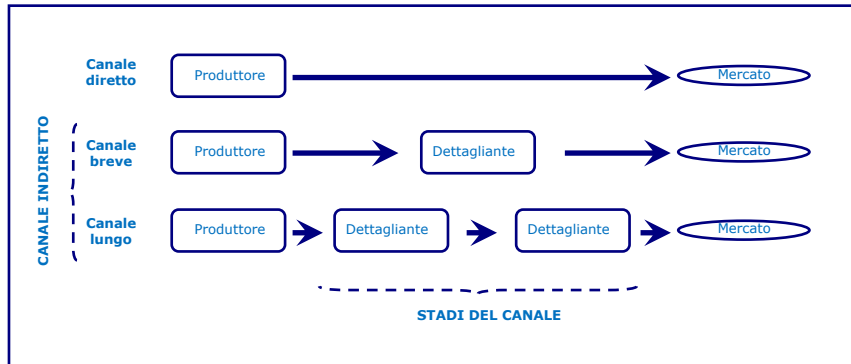 Canale
diretto
Produttore
Mercato
CANALE INDIRETTO
Canale
breve
Produttore
Dettagliante
Mercato
Canale
lungo
Produttore
Dettagliante
Dettagliante
Mercato
STADI DEL CANALE